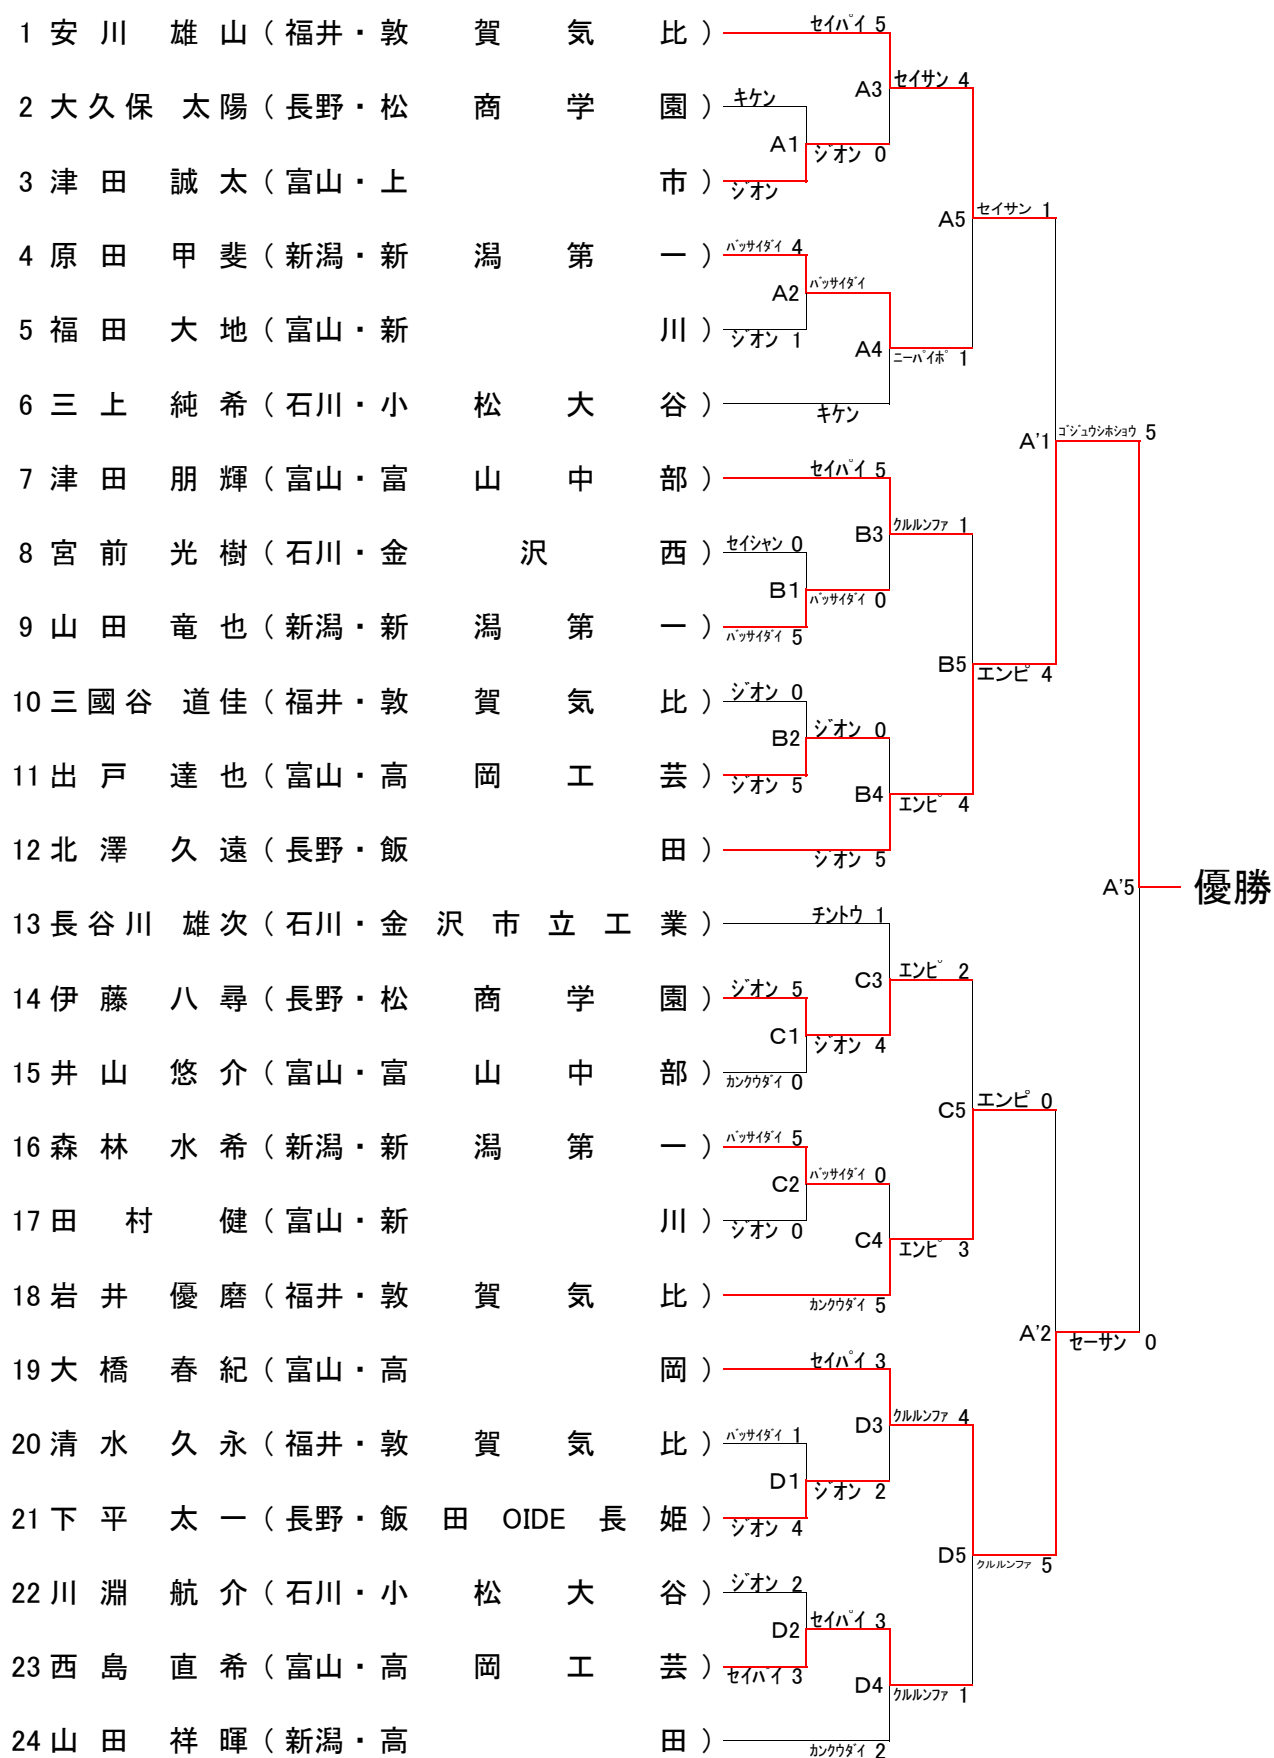 1 安川 雄山 (福井・敦賀気比)
2 大久保 太陽 (長野・松商学園)
3 津田 誠太 (富山・上市)
4 原田 甲斐 (新潟・新潟第一)
5 福田 大地 (富山・新川)
6 三上 純希 (石川・小松大谷)
7 津田 朋輝 (富山・富山中部)
8 宮前 光樹 (石川・金沢西)
9 山田 竜也 (新潟・新潟第一)
10 三國谷 道佳 (福井・敦賀気比)
11 出戸 達也 (富山・高岡工芸)
12 北澤 久遠 (長野・飯田)
13 長谷川 雄次 (石川・金沢市立工業)
14 伊藤 八尋 (長野・松商学園)
15 井山 悠介 (富山・富山中部)
16 森林 水希 (新潟・新潟第一)
17 田村 健 (富山・新川)
18 岩井 優磨 (福井・敦賀気比)
19 大橋 春紀 (富山・高岡)
20 清水 久永 (福井・敦賀気比)
21 下平 太一 (長野・飯田OIDE長姫)
22 川淵 航介 (石川・小松大谷)
23 西島 直希 (富山・高岡工芸)
24 山田 祥暉 (新潟・高田)
セイパイ 5
キケン
A1
ジオン
ジオン 0
A3
セイサン 4
バッサイダイ 4
A2
ジオン 1
バッサイダイ
A4
キケン
ニーパイポ 1
A5
セイサン 1
セイパイ 5
セイシャン 0
B1
バッサイダイ 5
バッサイダイ 0
B3
クルルンファ 1
ジオン 0
B2
ジオン 5
ジオン 0
B4
ジオン 5
エンピ 4
B5
エンピ 4
A'1
ゴジュウシホショウ 5
チントウ 1
ジオン 5
C1
カンクウダイ 0
ジオン 4
C3
エンピ 2
バッサイダイ 5
C2
ジオン 0
バッサイダイ 0
C4
カンクウダイ 5
エンピ 3
C5
エンピ 0
セイパイ 3
バッサイダイ 1
D1
ジオン 4
ジオン 2
D3
クルルンファ 4
ジオン 2
D2
セイパイ 3
セイパイ 3
D4
カンクウダイ 2
クルルンファ 1
D5
クルルンファ 5
A'2
セーサン 0
A'5
優勝